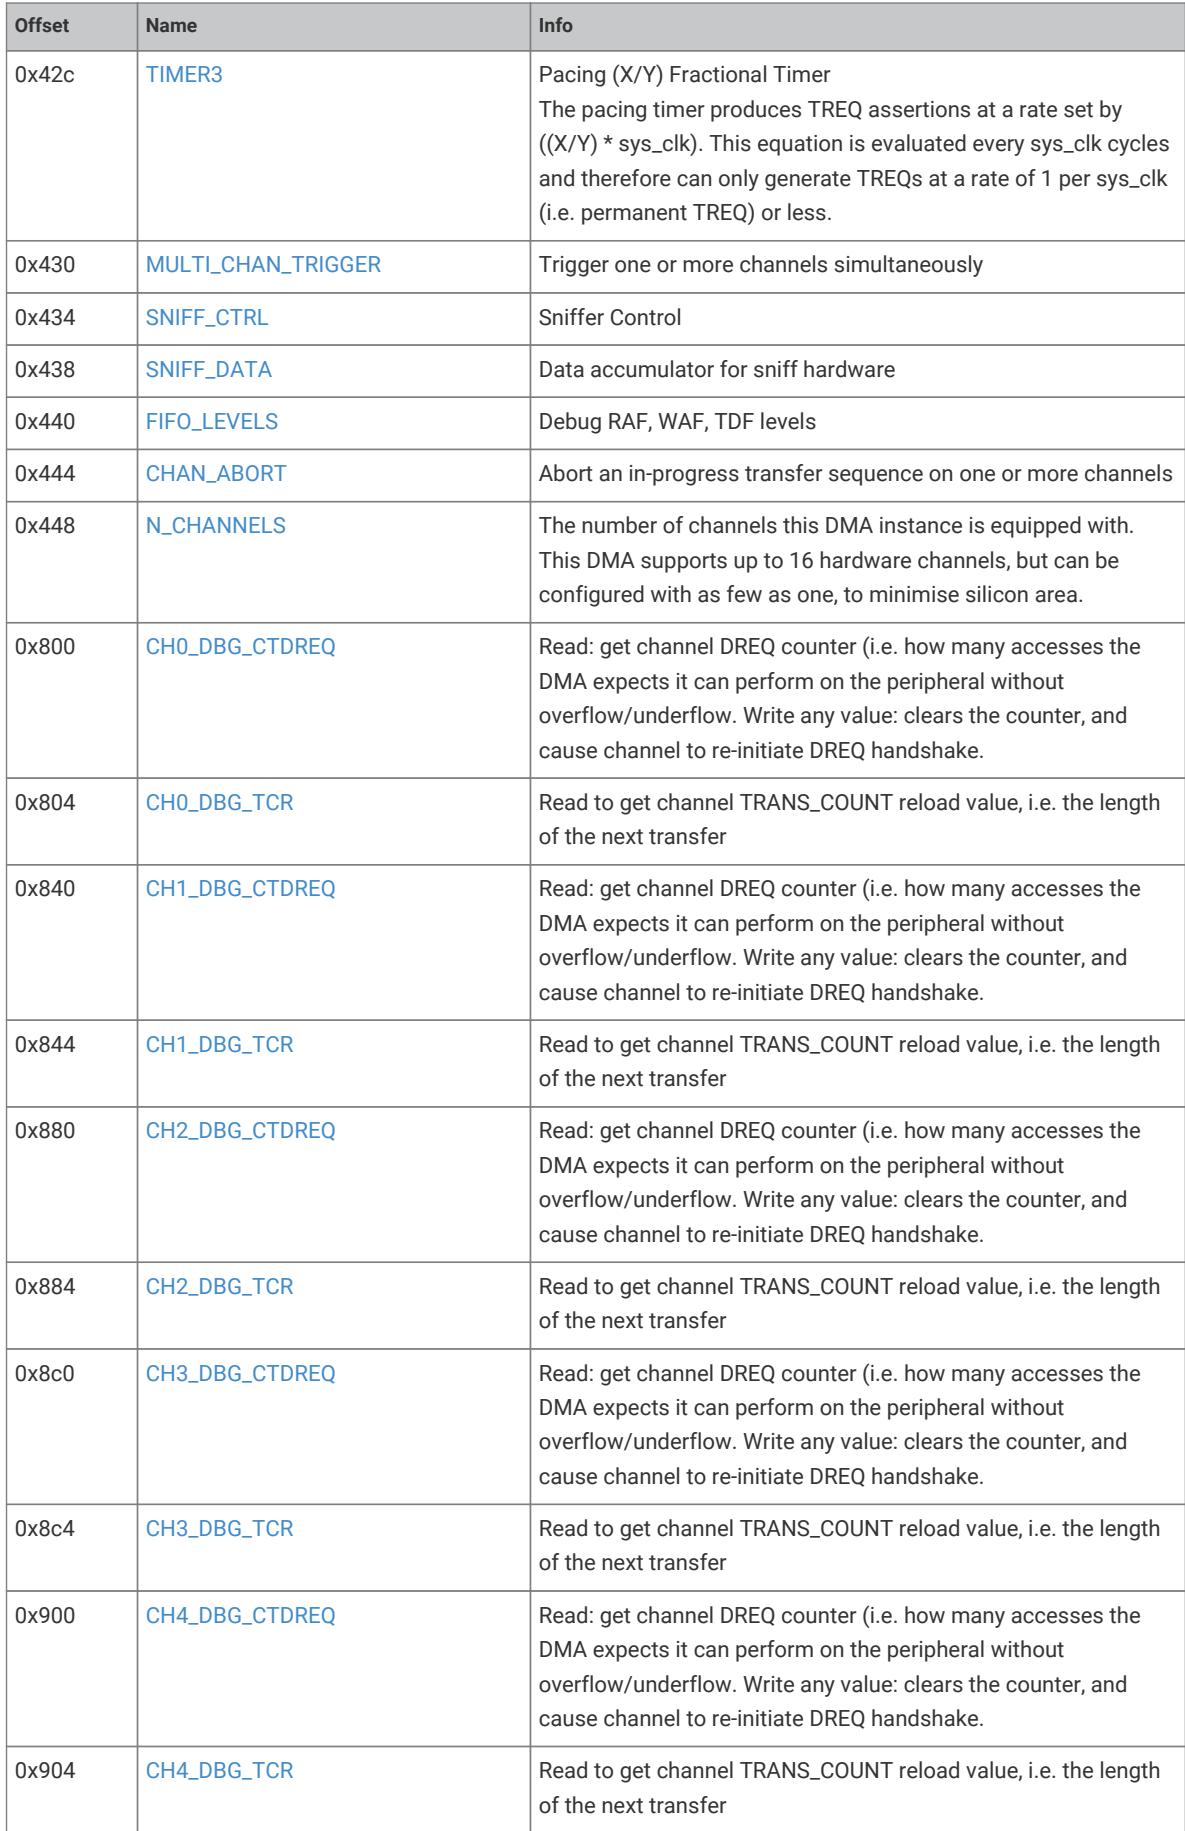 Offset Name Info
0x42c TIMER3 Pacing (X/Y) Fractional Timer
The pacing timer produces TREQ assertions at a rate set by
((X/Y) * sys_clk). This equation is evaluated every sys_clk cycles
and therefore can only generate TREQs at a rate of 1 per sys_clk
(i.e. permanent TREQ) or less.
0x430 MULTI_CHAN_TRIGGER Trigger one or more channels simultaneously
0x434 SNIFF_CTRL Sniffer Control
0x438 SNIFF_DATA Data accumulator for sniff hardware
0x440 FIFO_LEVELS Debug RAF, WAF, TDF levels
0x444 CHAN_ABORT Abort an in-progress transfer sequence on one or more channels
0x448 N_CHANNELS The number of channels this DMA instance is equipped with.
This DMA supports up to 16 hardware channels, but can be
configured with as few as one, to minimise silicon area.
0x800 CH0_DBG_CTDREQ Read: get channel DREQ counter (i.e. how many accesses the
DMA expects it can perform on the peripheral without
overflow/underflow. Write any value: clears the counter, and
cause channel to re-initiate DREQ handshake.
0x804 CH0_DBG_TCR Read to get channel TRANS_COUNT reload value, i.e. the length
of the next transfer
0x840 CH1_DBG_CTDREQ Read: get channel DREQ counter (i.e. how many accesses the
DMA expects it can perform on the peripheral without
overflow/underflow. Write any value: clears the counter, and
cause channel to re-initiate DREQ handshake.
0x844 CH1_DBG_TCR Read to get channel TRANS_COUNT reload value, i.e. the length
of the next transfer
0x880 CH2_DBG_CTDREQ Read: get channel DREQ counter (i.e. how many accesses the
DMA expects it can perform on the peripheral without
overflow/underflow. Write any value: clears the counter, and
cause channel to re-initiate DREQ handshake.
0x884 CH2_DBG_TCR Read to get channel TRANS_COUNT reload value, i.e. the length
of the next transfer
0x8c0 CH3_DBG_CTDREQ Read: get channel DREQ counter (i.e. how many accesses the
DMA expects it can perform on the peripheral without
overflow/underflow. Write any value: clears the counter, and
cause channel to re-initiate DREQ handshake.
0x8c4 CH3_DBG_TCR Read to get channel TRANS_COUNT reload value, i.e. the length
of the next transfer
0x900 CH4_DBG_CTDREQ Read: get channel DREQ counter (i.e. how many accesses the
DMA expects it can perform on the peripheral without
overflow/underflow. Write any value: clears the counter, and
cause channel to re-initiate DREQ handshake.
0x904 CH4_DBG_TCR Read to get channel TRANS_COUNT reload value, i.e. the length
of the next transfer